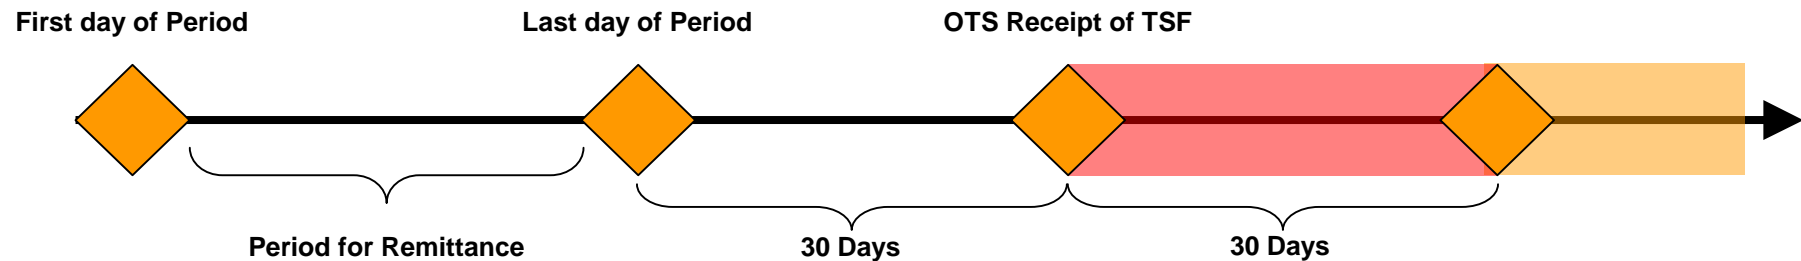 First day of Period
Last day of Period
OTS Receipt of TSF
Period for Remittance
30 Days
30 Days